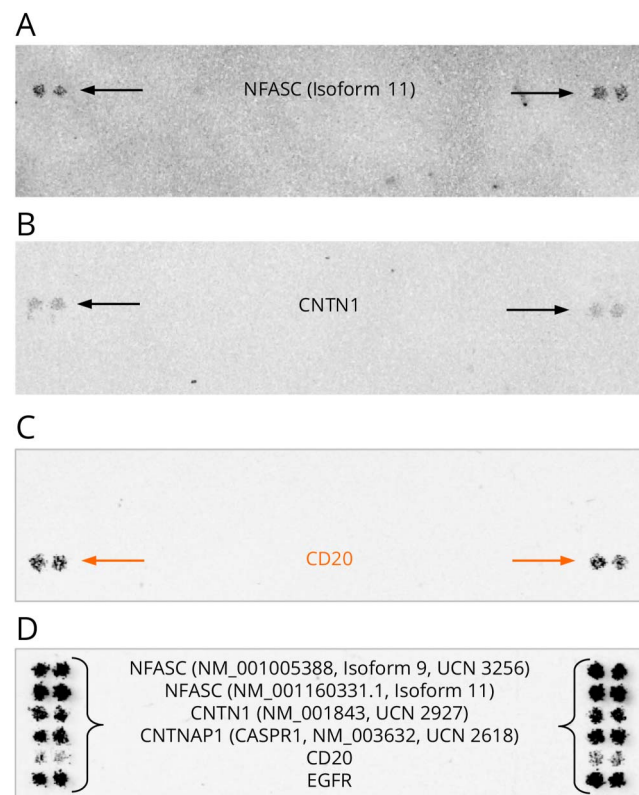 A
NFASC (Isoform 11)
B
CNTN1
C
CD20
D
NFASC (NM_001005388, Isoform 9, UCN 3256)
NFASC (NM_001160331.1, Isoform 11)
CNTN1 (NM_001843, UCN 2927)
CNTNAP1 (CASPR1, NM_003632, UCN 2618)
CD20
EGFR